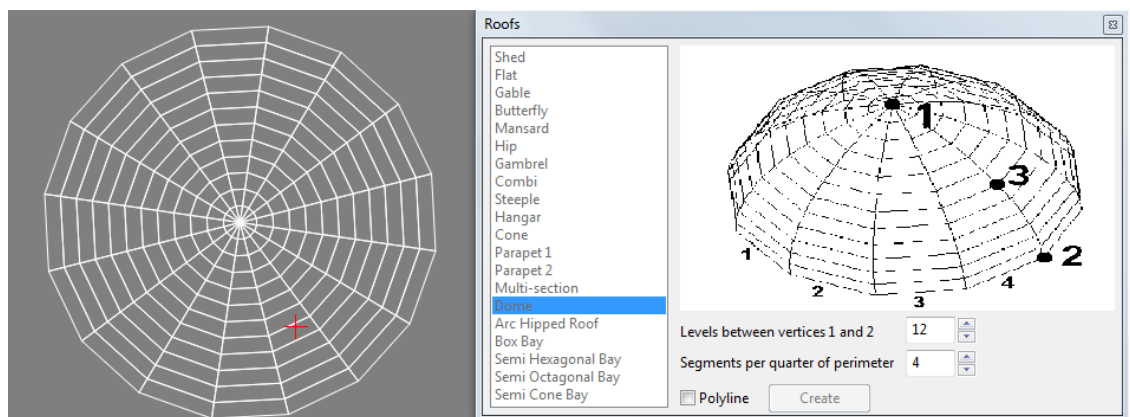 Roofs
Shed
Flat
Gable
Butterfly
Mansard
Hip
Gambrel
Combi
Steeple
Hangar
Cone
Parapet 1
Parapet 2
Multi-section
Dome
Arc Hipped Roof
Box Bay
Semi Hexagonal Bay
Semi Octagonal Bay
Semi Cone Bay
1
3
2
1
2
3
4
Levels between vertices 1 and 2 12
Segments per quarter of perimeter 4
Polyline Create